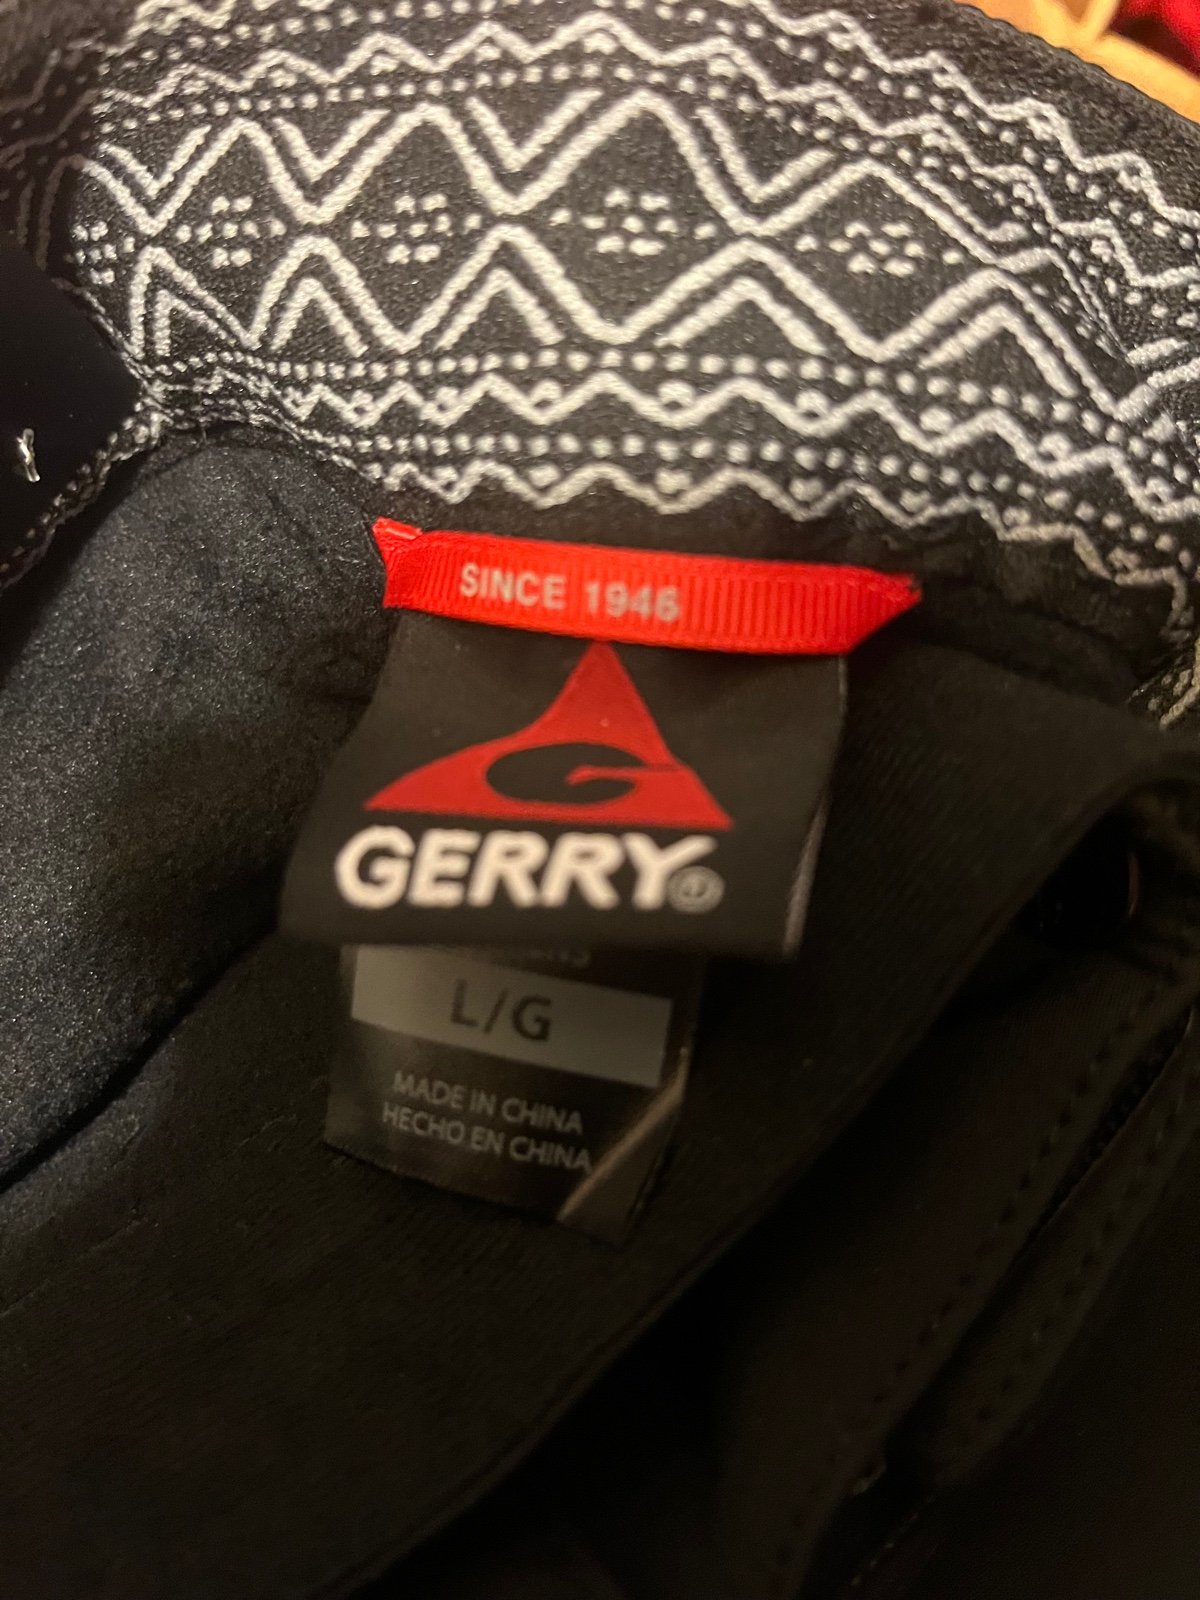 SINCE 1946
GERRY®
L/G
MADE IN CHINA
HECHO EN CHINA